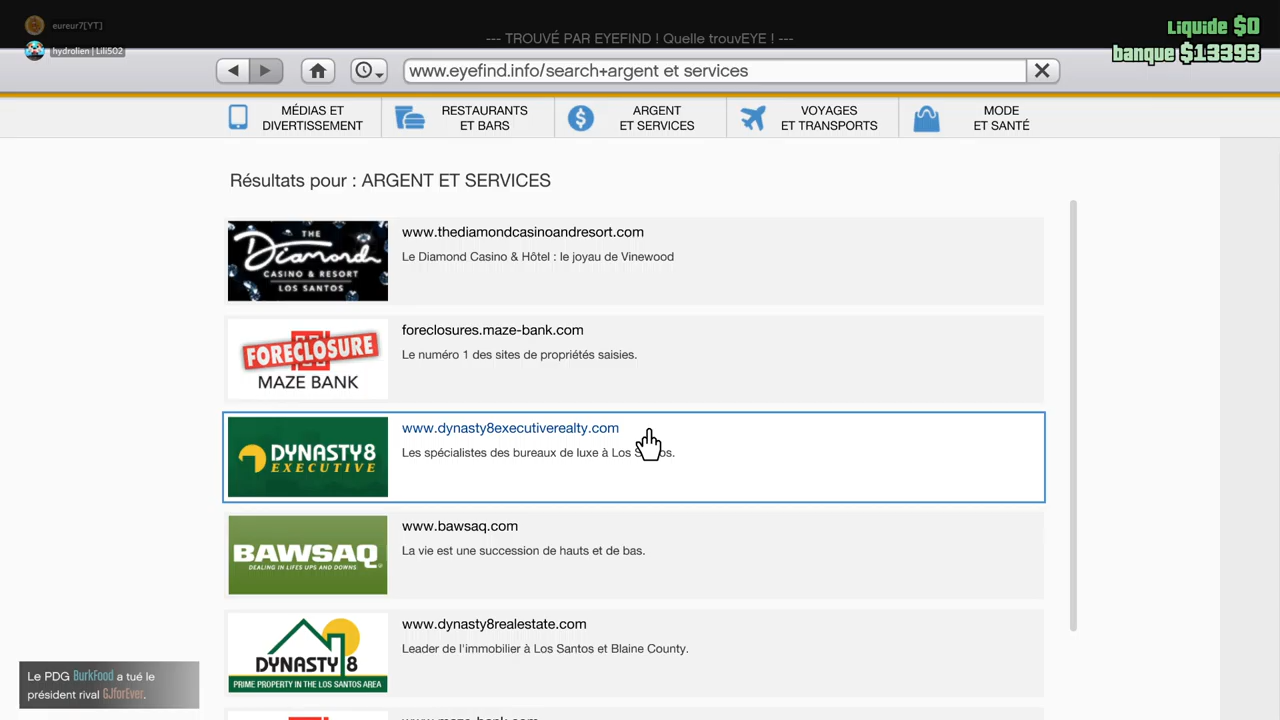 eureur7[YT]
hydrolien | Lili502
--- TROUVÉ PAR EYEFIND ! Quelle trouvEYE ! ---
Liquide $0
banque $13393
www.eyefind.info/search+argent et services
MÉDIAS ET
DIVERTISSEMENT
RESTAURANTS
ET BARS
ARGENT
ET SERVICES
VOYAGES
ET TRANSPORTS
MODE
ET SANTÉ
Résultats pour : ARGENT ET SERVICES
THE
Diamond
CASINO & RESORT
LOS SANTOS
www.thediamondcasinoandresort.com
Le Diamond Casino & Hôtel : le joyau de Vinewood
FORECLOSURE
MAZE BANK
foreclosures.maze-bank.com
Le numéro 1 des sites de propriétés saisies.
DYNASTY8
EXECUTIVE
www.dynasty8executiverealty.com
Les spécialistes des bureaux de luxe à Los Santos.
BAWSAQ
DEALING IN LIFES UPS AND DOWNS
www.bawsaq.com
La vie est une succession de hauts et de bas.
DYNASTY 8
PRIME PROPERTY IN THE LOS SANTOS AREA
www.dynasty8realestate.com
Leader de l'immobilier à Los Santos et Blaine County.
Le PDG BurkFood a tué le
président rival GJforEver.
www.maze-bank.com